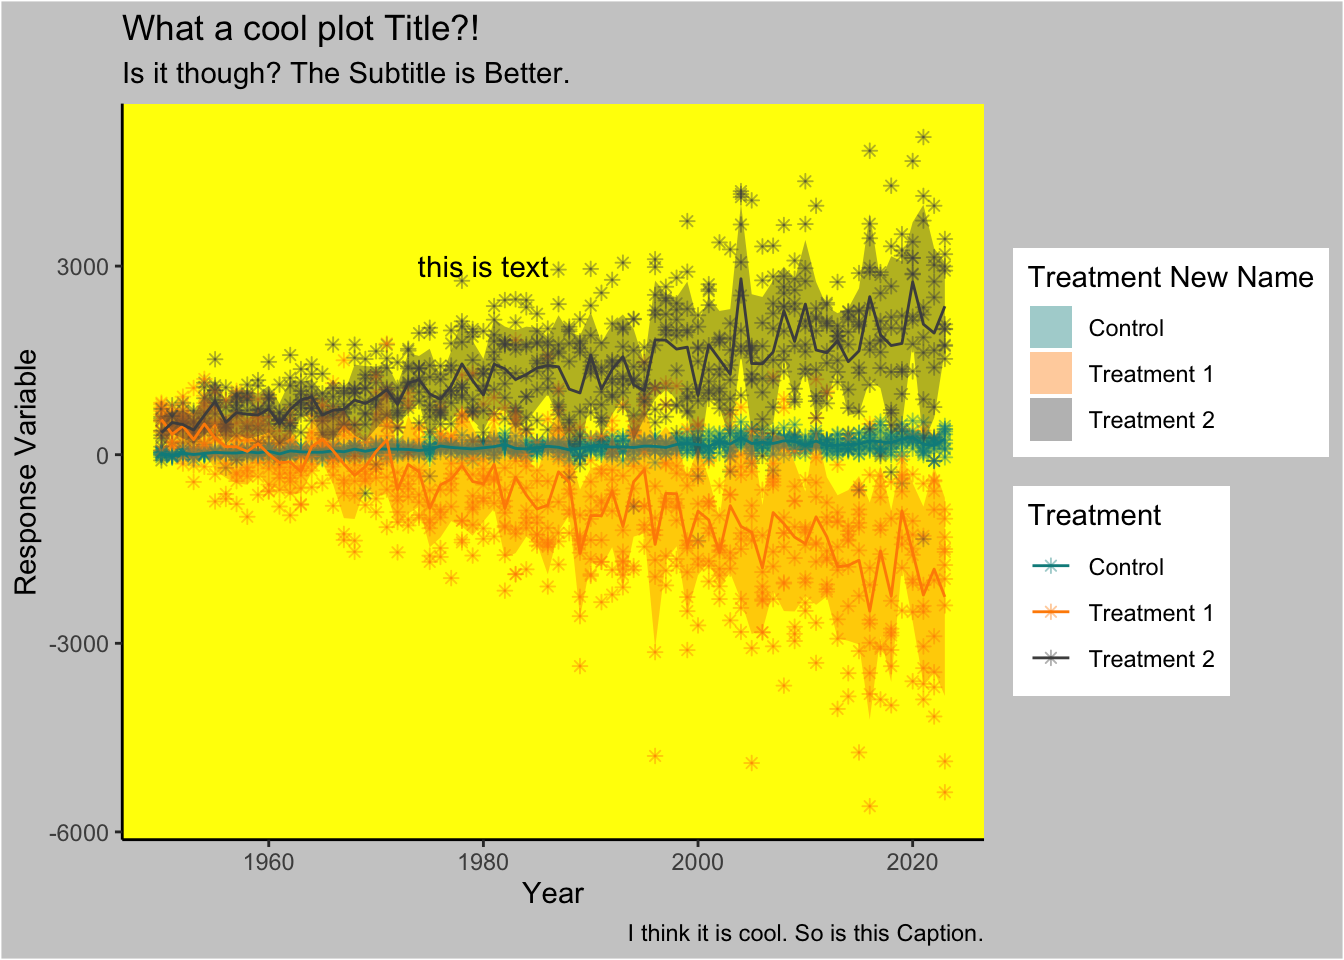 What a cool plot Title?!
Is it though? The Subtitle is Better.
this is text
3000
0
-3000
-6000
Response Variable
1960
1980
2000
2020
Year
I think it is cool. So is this Caption.
Treatment New Name
Control
Treatment 1
Treatment 2
Treatment
Control
Treatment 1
Treatment 2